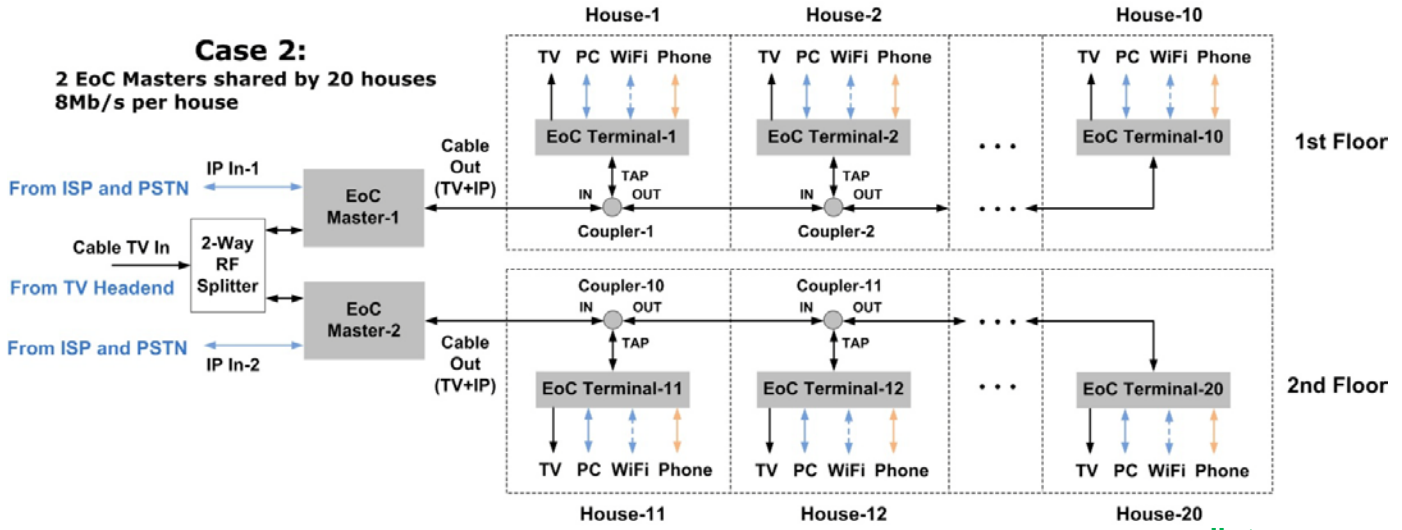 Case 2:
2 EoC Masters shared by 20 houses
8Mb/s per house
House-1
House-2
House-10
TV PC WiFi Phone
TV PC WiFi Phone
TV PC WiFi Phone
EoC Terminal-1
EoC Terminal-2
• • •
EoC Terminal-10
1st Floor
Cable
Out
(TV+IP)
TAP
TAP
IN
OUT
IN
OUT
• • •
Coupler-1
Coupler-2
IP In-1
From ISP and PSTN
EoC
Master-1
Cable TV In
2-Way
RF
Splitter
From TV Headend
EoC
Master-2
From ISP and PSTN
IP In-2
Cable
Out
(TV+IP)
Coupler-10
Coupler-11
IN
OUT
IN
OUT
• • •
TAP
TAP
EoC Terminal-11
EoC Terminal-12
• • •
EoC Terminal-20
2nd Floor
TV PC WiFi Phone
TV PC WiFi Phone
TV PC WiFi Phone
House-11
House-12
House-20